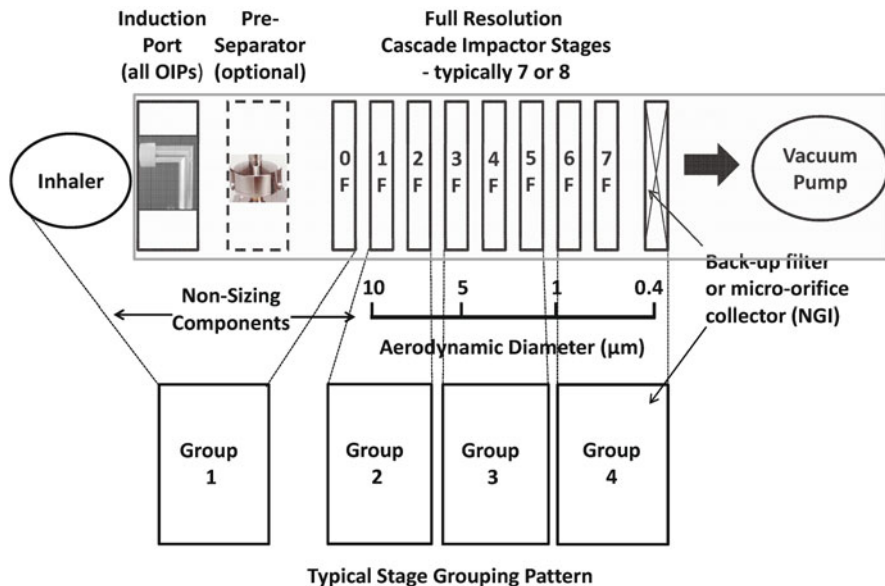 Induction
Port
(all OIPs)
Pre-
Separator
(optional)
Full Resolution
Cascade Impactor Stages
- typically 7 or 8
Inhaler
0
F
1
F
2
F
3
F
4
F
5
F
6
F
7
F
Vacuum
Pump
Non-Sizing
Components
10
5
1
0.4
Aerodynamic Diameter (µm)
Back-up filter
or micro-orifice
collector (NGI)
Group
1
Group
2
Group
3
Group
4
Typical Stage Grouping Pattern